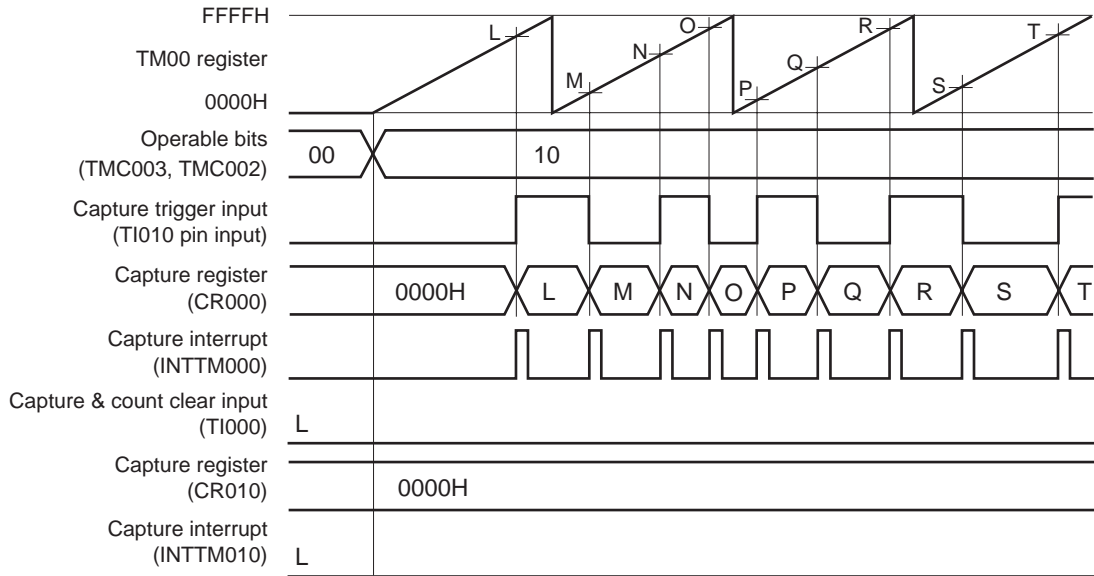 FFFFH
TM00 register
0000H
L M N O P Q R S T
Operable bits
(TMC003, TMC002)
00 10
Capture trigger input
(TI010 pin input)
Capture register
(CR000)
0000H L M N O P Q R S T
Capture interrupt
(INTTM000)
Capture & count clear input
(TI000)
L
Capture register
(CR010)
0000H
Capture interrupt
(INTTM010)
L